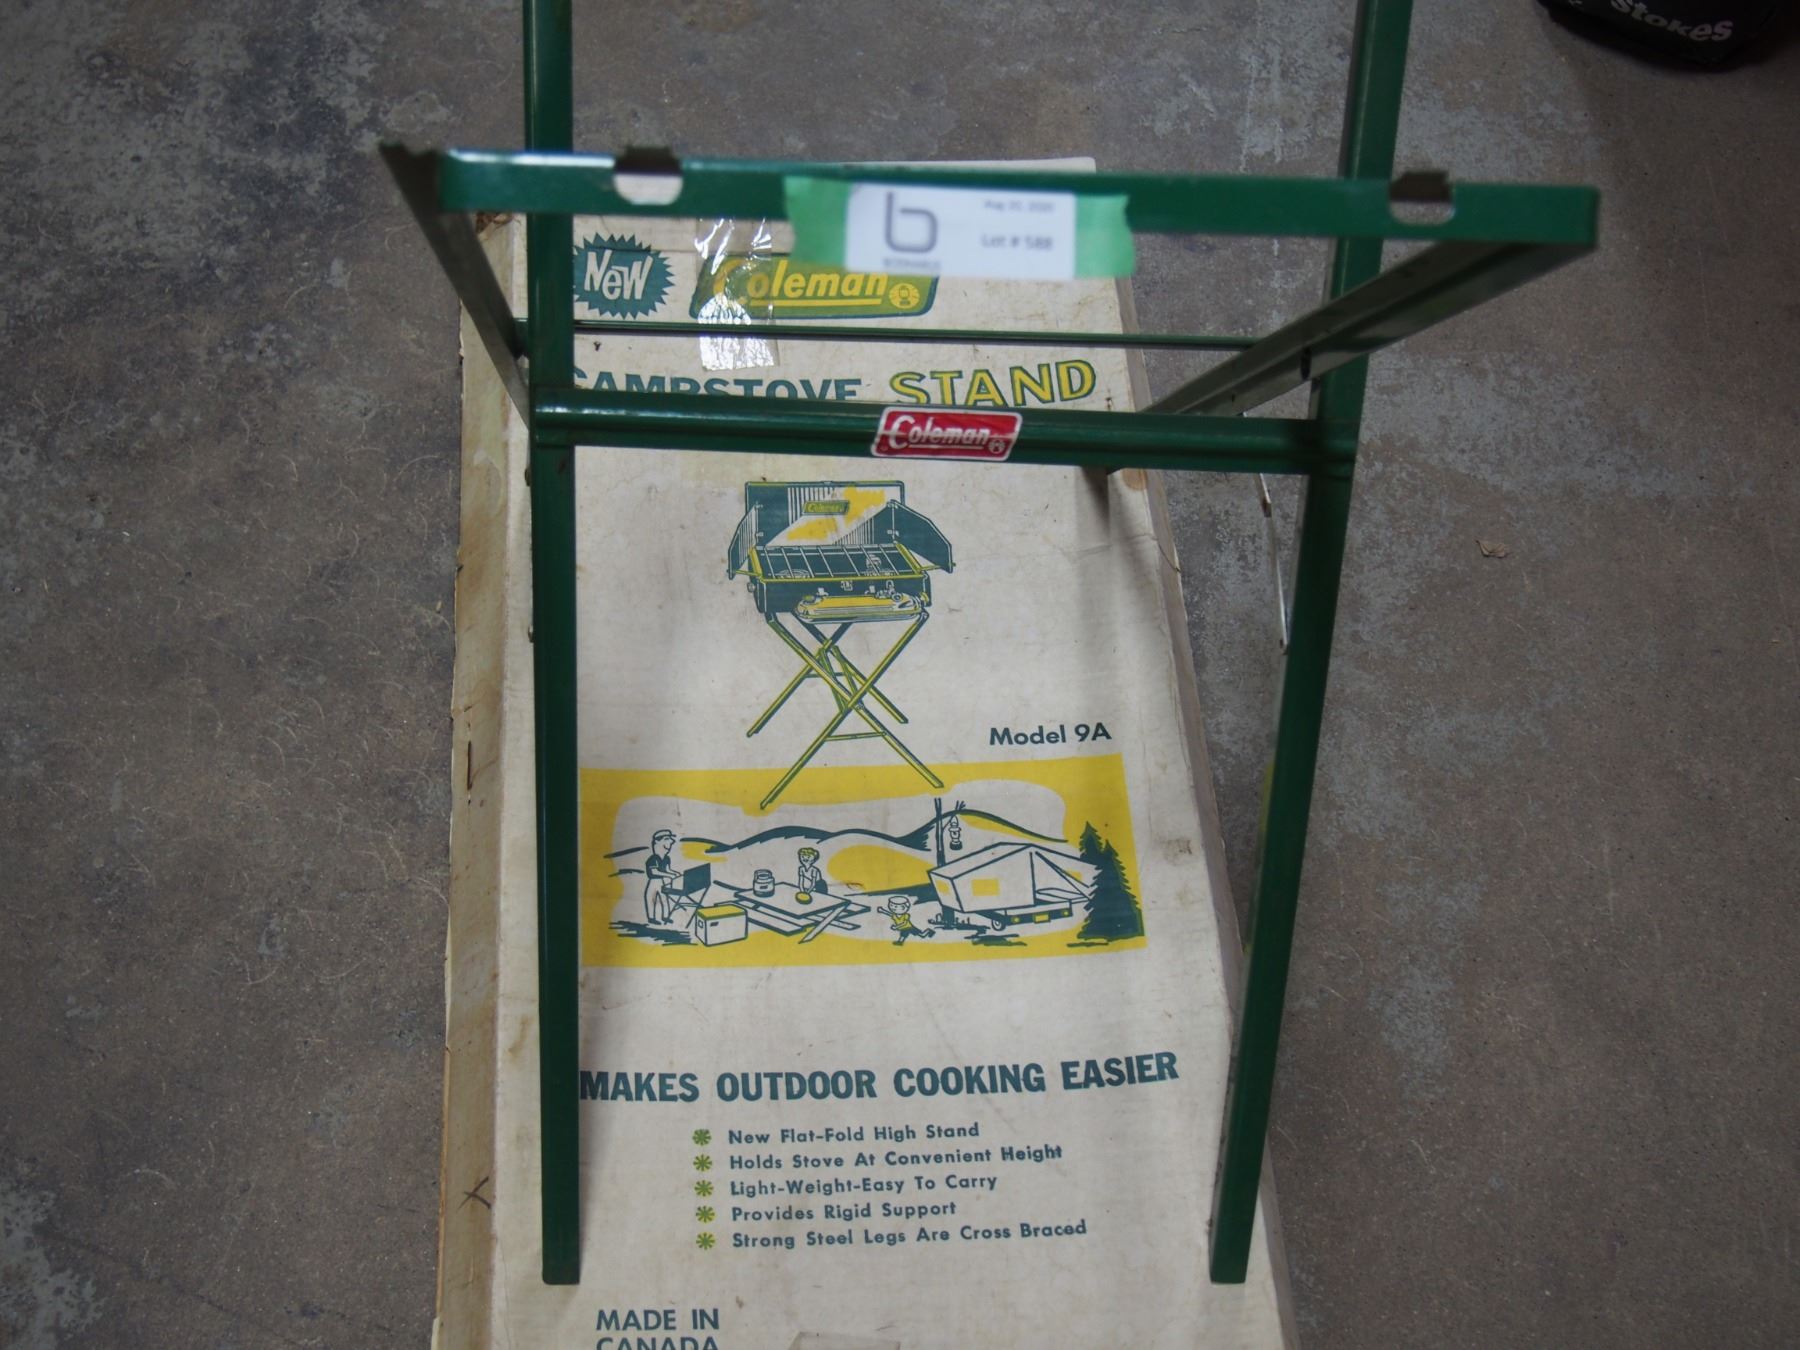 Stokes
Lot # 588
New
Coleman
CAMPSTOVE STAND
Coleman
Coleman
Model 9A
MAKES OUTDOOR COOKING EASIER
New Flat-Fold High Stand
Holds Stove At Convenient Height
Light-Weight-Easy To Carry
Provides Rigid Support
Strong Steel Legs Are Cross Braced
MADE IN
CANADA